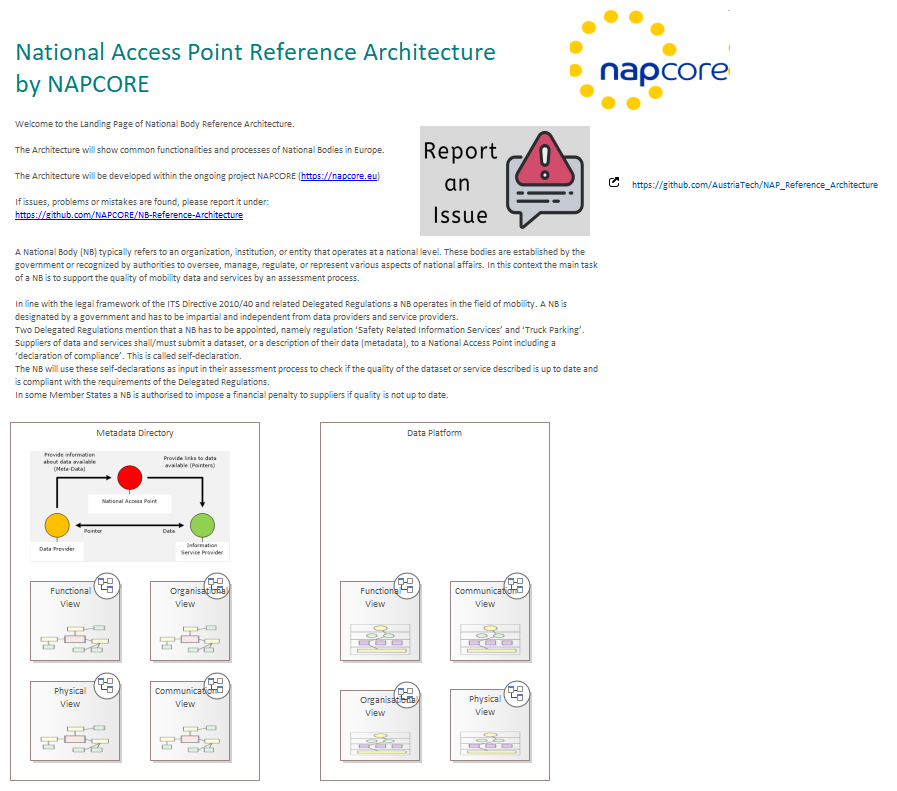 National Access Point Reference Architecture
by NAPCORE
napcore
Welcome to the Landing Page of National Body Reference Architecture.
The Architecture will show common functionalities and processes of National Bodies in Europe.
The Architecture will be developed within the ongoing project NAPCORE (https://napcore.eu)
If issues, problems or mistakes are found, please report it under:
https://github.com/NAPCORE/NB-Reference-Architecture
Report
an
Issue
https://github.com/AustriaTech/NAP_Reference_Architecture
A National Body (NB) typically refers to an organization, institution, or entity that operates at a national level. These bodies are established by the
government or recognized by authorities to oversee, manage, regulate, or represent various aspects of national affairs. In this context the main task
of a NB is to support the quality of mobility data and services by an assessment process.
In line with the legal framework of the ITS Directive 2010/40 and related Delegated Regulations a NB operates in the field of mobility. A NB is
designated by a government and has to be impartial and independent from data providers and service providers.
Two Delegated Regulations mention that a NB has to be appointed, namely regulation ‘Safety Related Information Services’ and ‘Truck Parking’.
Suppliers of data and services shall/must submit a dataset, or a description of their data (metadata), to a National Access Point including a
‘declaration of compliance’. This is called self-declaration.
The NB will use these self-declarations as input in their assessment process to check if the quality of the dataset or service described is up to date and
is compliant with the requirements of the Delegated Regulations.
In some Member States a NB is authorised to impose a financial penalty to suppliers if quality is not up to date.
Metadata Directory
Provide information
about data available
(Meta-Data)
Provide links to data
available (Pointers)
National Access Point
Pointer
Data
Data Provider
Information
Service Provider
Functional
View
Organisational
View
Physical
View
Communication
View
Data Platform
Functional
View
Communication
View
Organisational
View
Physical
View